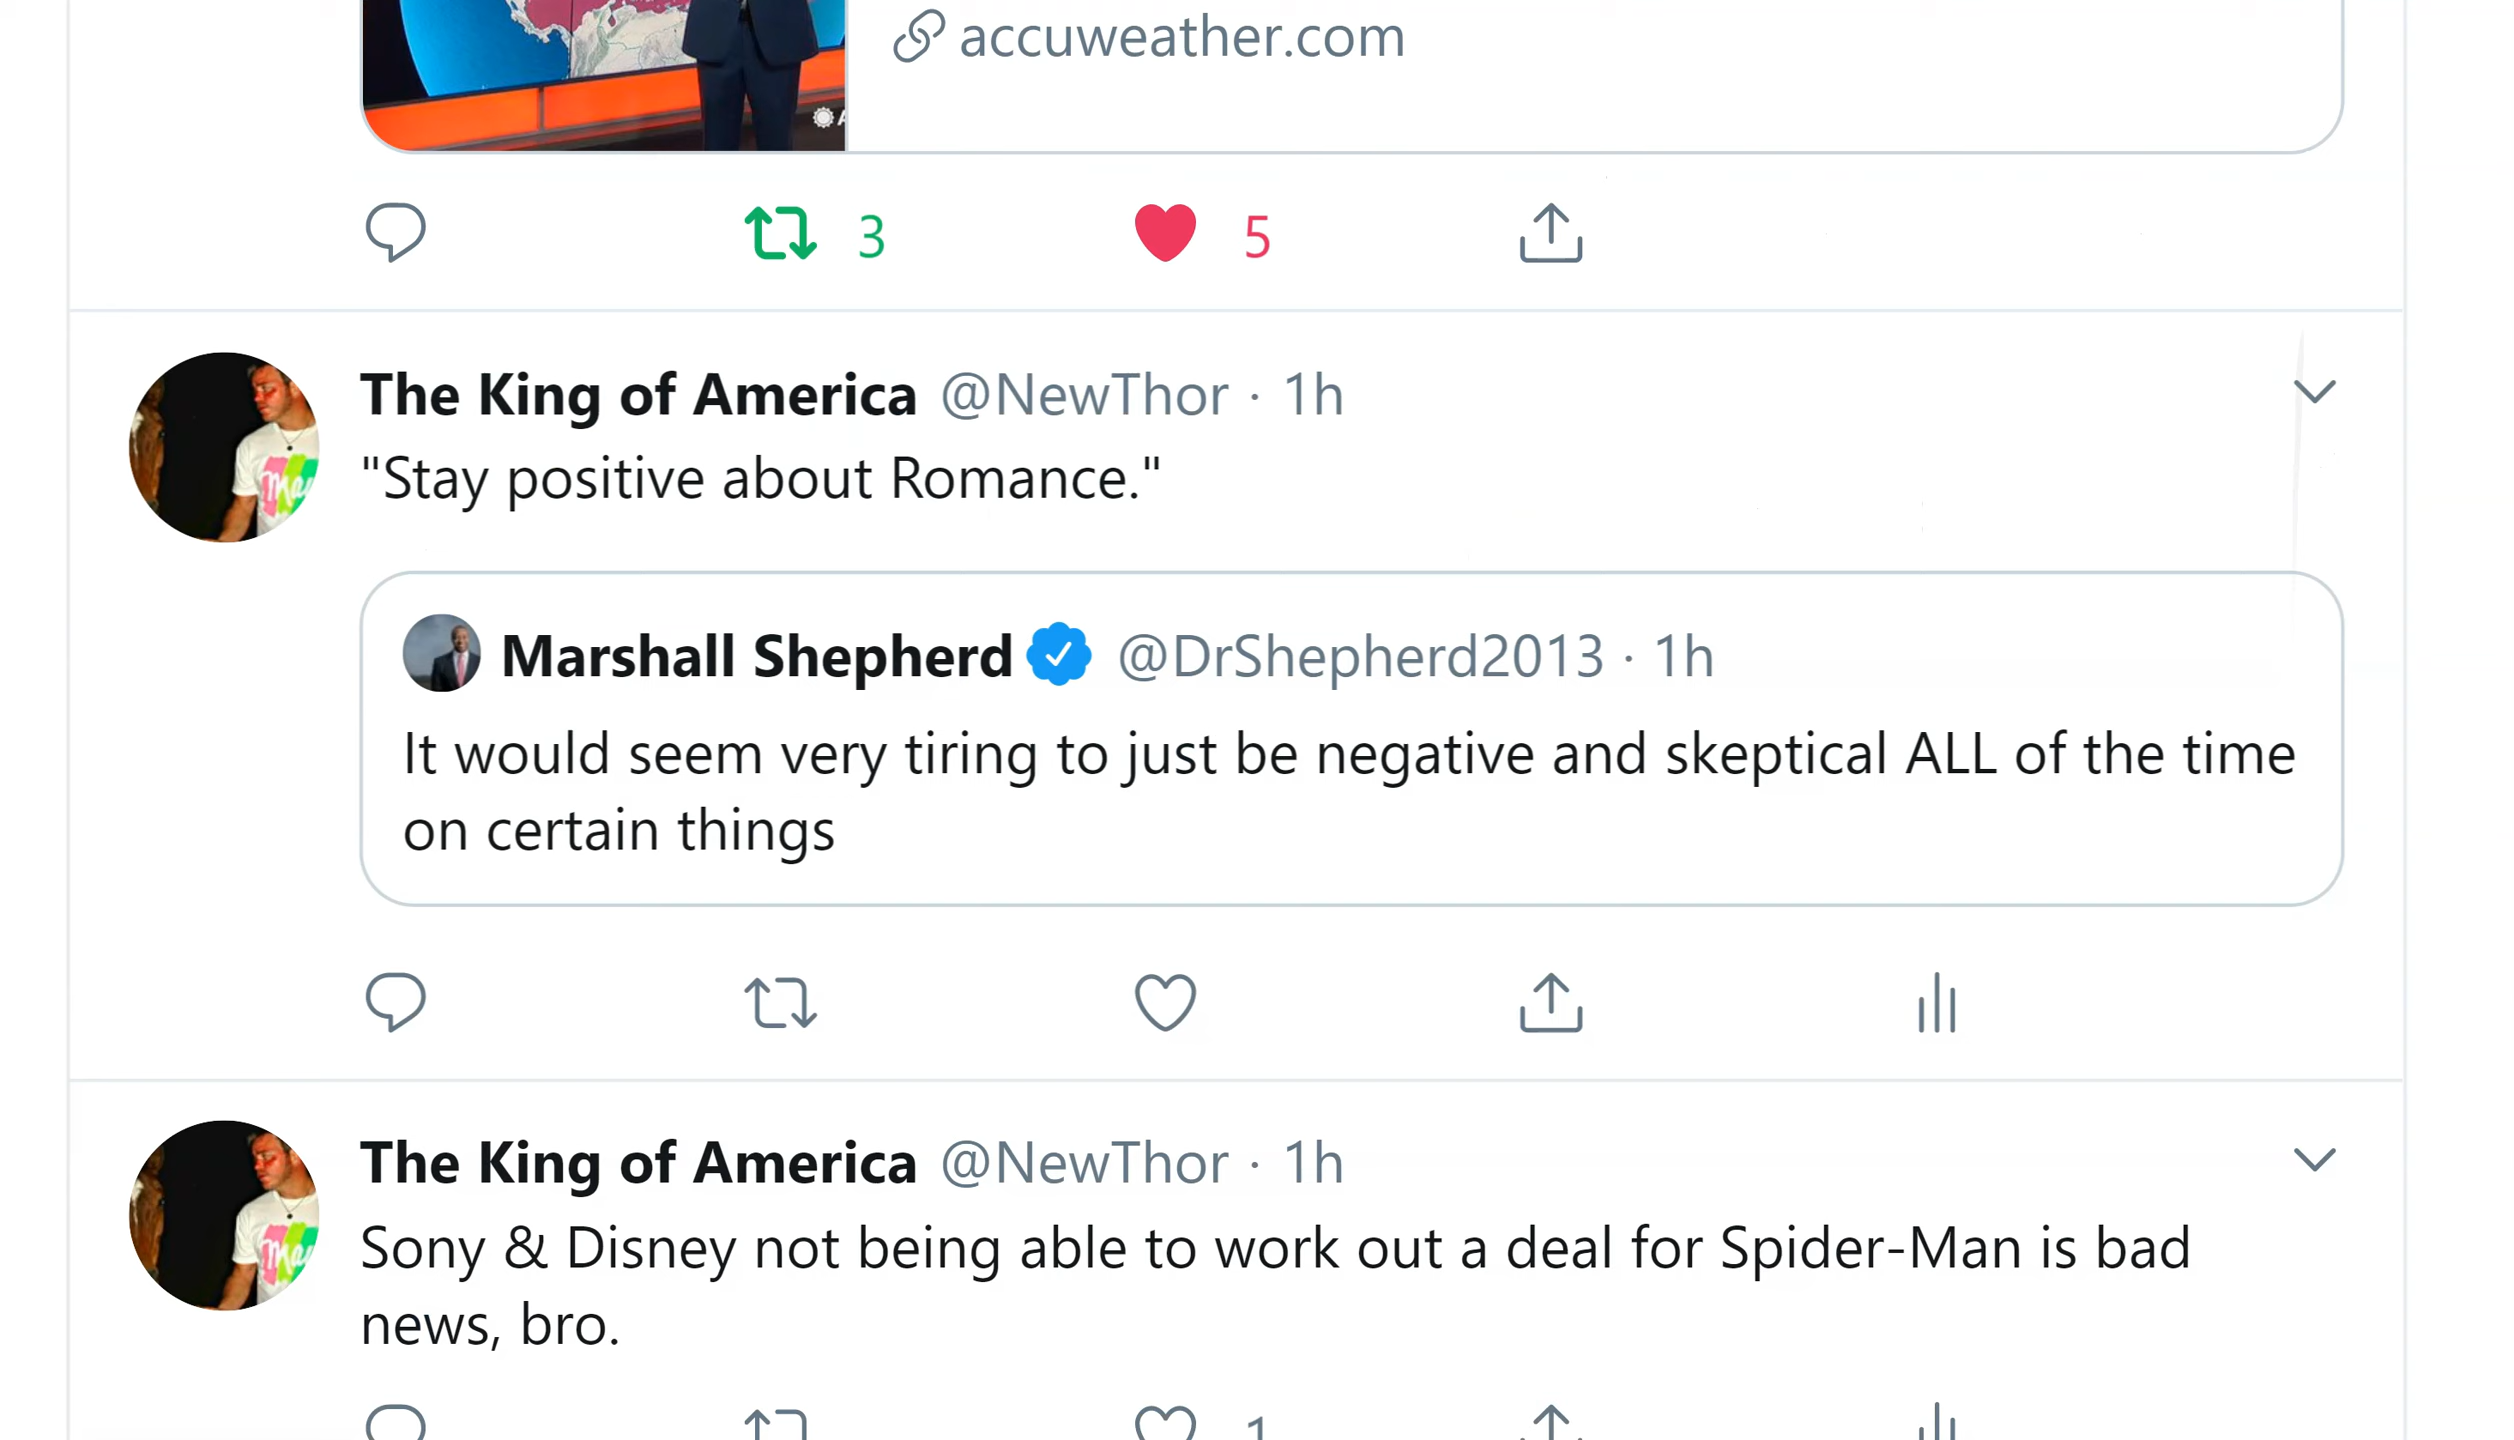 accuweather.com
3 5
The King of America @NewThor · 1h
"Stay positive about Romance."
Marshall Shepherd @DrShepherd2013 · 1h
It would seem very tiring to just be negative and skeptical ALL of the time
on certain things
The King of America @NewThor · 1h
Sony & Disney not being able to work out a deal for Spider-Man is bad
news, bro.
1